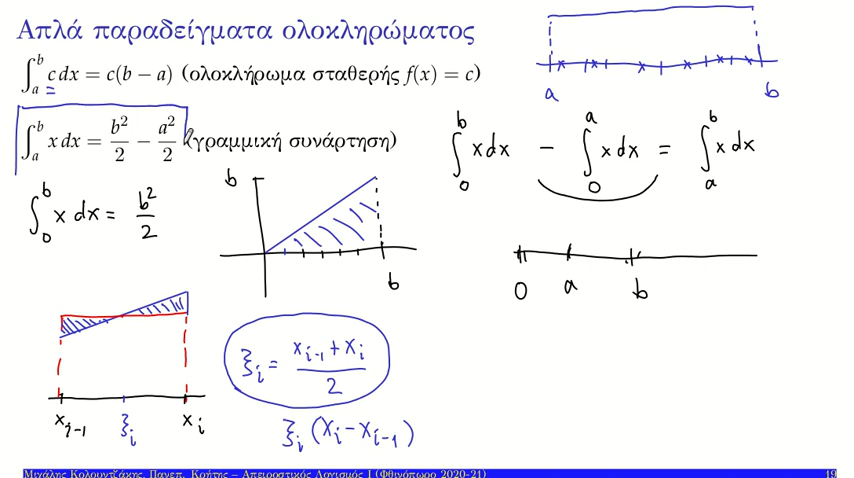 Απλά παραδείγματα ολοκληρώματος
∫_a^b c dx = c(b − a) (ολοκλήρωμα σταθερής f(x) = c)
a b
∫_a^b x dx = b²/2 − a²/2 (γραμμική συνάρτηση)
∫_0^b x dx − ∫_0^a x dx = ∫_a^b x dx
∫_0^b x dx = b²/2
b
b
0 a b
ξ_i = (x_{i-1} + x_i)/2
x_{i-1} ξ_i x_i
ξ_i (x_i − x_{i-1})
Μιχάλης Κολουντζάκης, Πανεπ. Κρήτης – Απειροστικός Λογισμός Ι (Φθινόπωρο 2020-21) 19